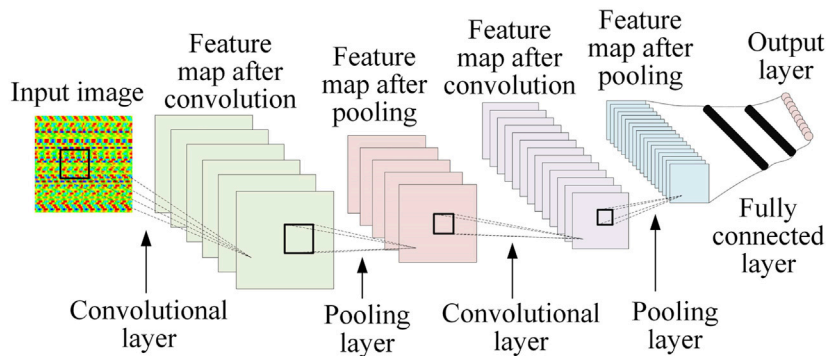 Input image
Feature
map after
convolution
Feature
map after
pooling
Feature
map after
convolution
Feature
map after
pooling
Output
layer
Convolutional
layer
Pooling
layer
Convolutional
layer
Pooling
layer
Fully
connected
layer